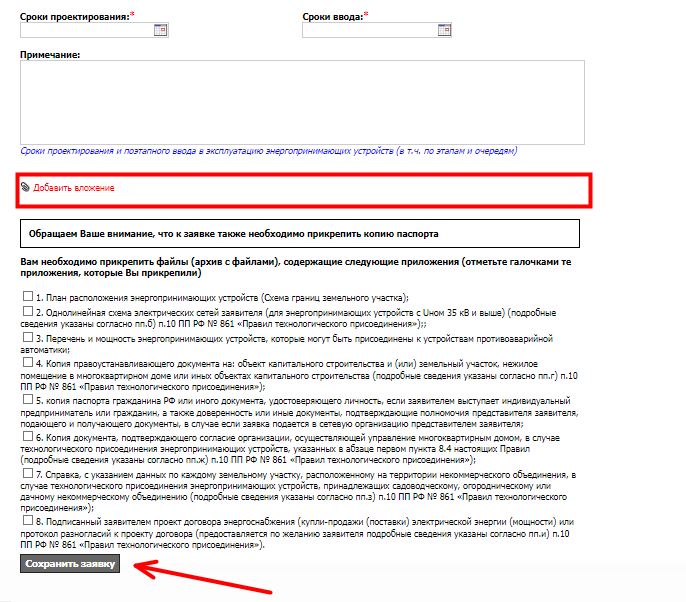 Сроки проектирования:* Сроки ввода:*
Примечание:
Сроки проектирования и поэтапного ввода в эксплуатацию энергопринимающих устройств (в т.ч. по этапам и очередям)
Добавить вложение
Обращаем Ваше внимание, что к заявке также необходимо прикрепить копию паспорта
Вам необходимо прикрепить файлы (архив с файлами), содержащие следующие приложения (отметьте галочками те
приложения, которые Вы прикрепили)
1. План расположения энергопринимающих устройств (Схема границ земельного участка);
2. Однолинейная схема электрических сетей заявителя (для энергопринимающих устройств с Uном 35 кВ и выше) (подробные
сведения указаны согласно пп.б) п.10 ПП РФ № 861 «Правил технологического присоединения»);;
3. Перечень и мощность энергопринимающих устройств, которые могут быть присоединены к устройствам противоаварийной
автоматики;
4. Копия правоустанавливающего документа на: объект капитального строительства и (или) земельный участок, нежилое
помещение в многоквартирном доме или иных объектах капитального строительства (подробные сведения указаны согласно пп.г) п.10
ПП РФ № 861 «Правил технологического присоединения»);
5. копия паспорта гражданина РФ или иного документа, удостоверяющего личность, если заявителем выступает индивидуальный
предприниматель или гражданин, а также доверенность или иные документы, подтверждающие полномочия представителя заявителя,
подающего и получающего документы, в случае если заявка подается в сетевую организацию представителем заявителя;
6. Копия документа, подтверждающего согласие организации, осуществляющей управление многоквартирным домом, в случае
технологического присоединения энергопринимающих устройств, указанных в абзаце первом пункта 8.4 настоящих Правил
(подробные сведения указаны согласно пп.ж) п.10 ПП РФ № 861 «Правил технологического присоединения»);
7. Справка, с указанием данных по каждому земельному участку, расположенному на территории некоммерческого объединения, в
случае технологического присоединения энергопринимающих устройств, принадлежащих садоводческому, огородническому или
дачному некоммерческому объединению (подробные сведения указаны согласно пп.з) п.10 ПП РФ № 861 «Правил технологического
присоединения»);
8. Подписанный заявителем проект договора энергоснабжения (купли-продажи (поставки) электрической энергии (мощности) или
протокол разногласий к проекту договора (предоставляется по желанию заявителя подробные сведения указаны согласно пп.и) п.10
ПП РФ № 861 «Правил технологического присоединения»).
Сохранить заявку